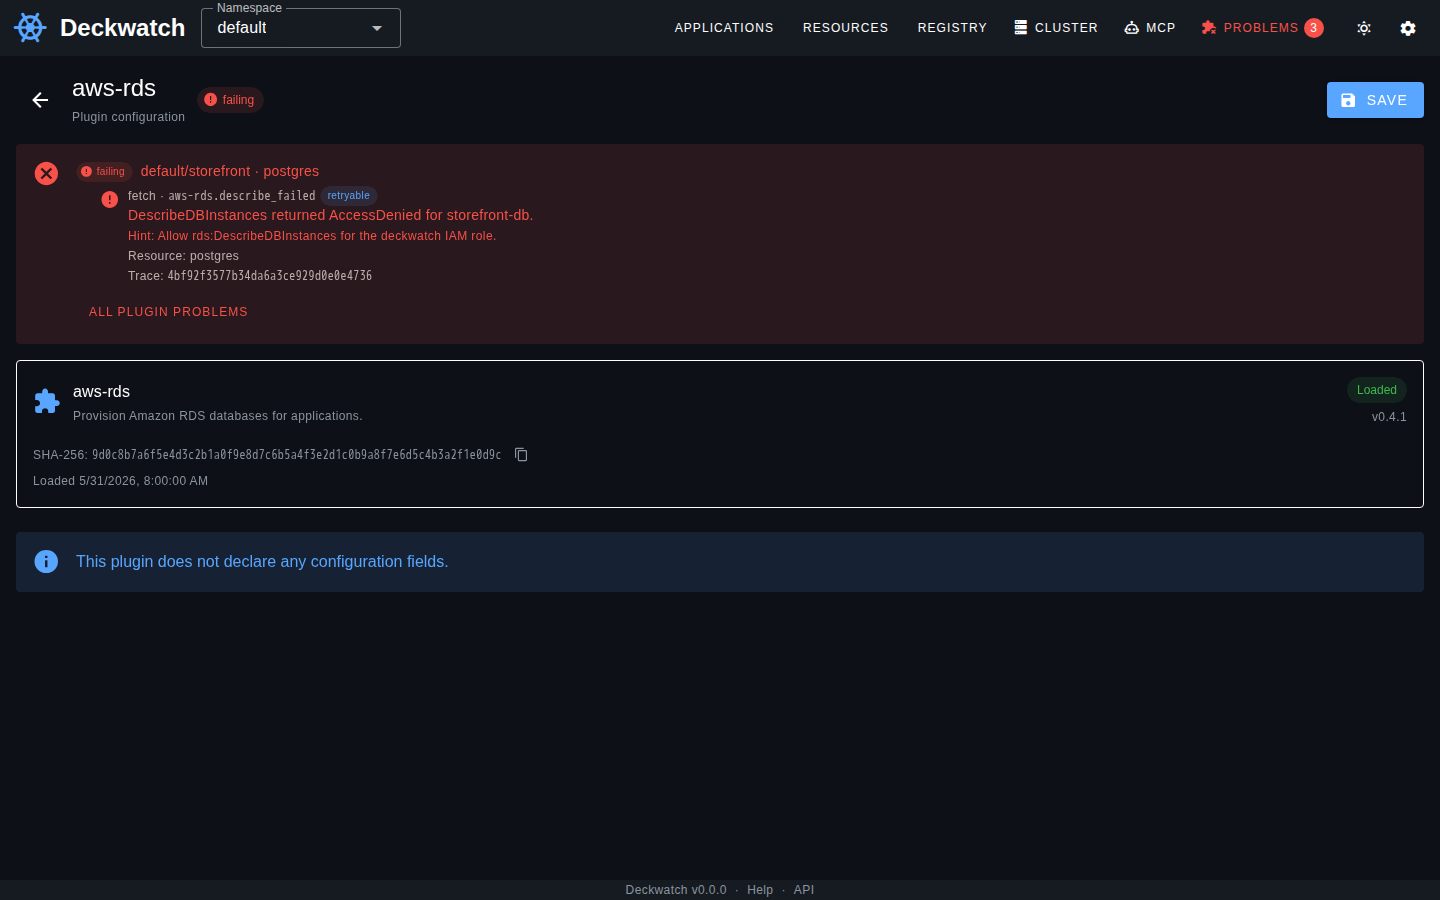 Deckwatch
Namespace
default
APPLICATIONS
RESOURCES
REGISTRY
CLUSTER
MCP
PROBLEMS 3
aws-rds
Plugin configuration
failing
SAVE
failing default/storefront · postgres
fetch · aws-rds.describe_failed retryable
DescribeDBInstances returned AccessDenied for storefront-db.
Hint: Allow rds:DescribeDBInstances for the deckwatch IAM role.
Resource: postgres
Trace: 4bf92f3577b34da6a3ce929d0e0e4736
ALL PLUGIN PROBLEMS
aws-rds
Provision Amazon RDS databases for applications.
Loaded
v0.4.1
SHA-256: 9d0c8b7a6f5e4d3c2b1a0f9e8d7c6b5a4f3e2d1c0b9a8f7e6d5c4b3a2f1e0d9c
Loaded 5/31/2026, 8:00:00 AM
This plugin does not declare any configuration fields.
Deckwatch v0.0.0 · Help · API